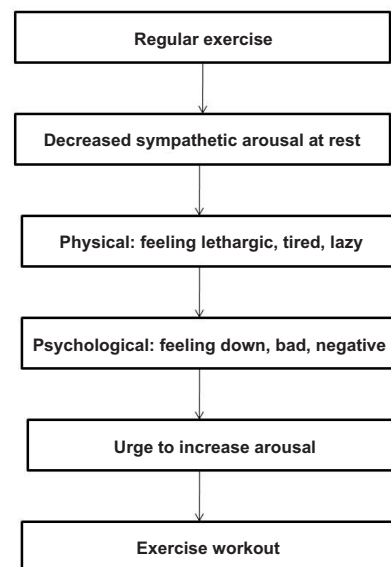 Regular exercise
Decreased sympathetic arousal at rest
Physical: feeling lethargic, tired, lazy
Psychological: feeling down, bad, negative
Urge to increase arousal
Exercise workout